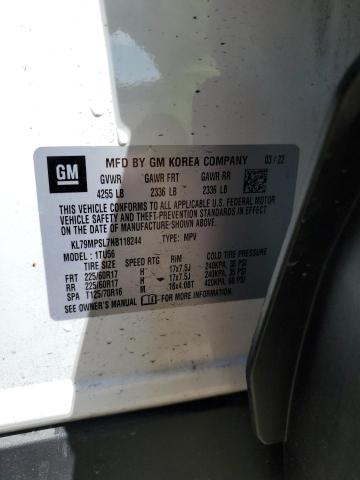 GM
MFD BY GM KOREA COMPANY 03 / 22
GVWR GAWR FRT GAWR RR
4255 LB 2336 LB 2336 LB
THIS VEHICLE CONFORMS TO ALL APPLICABLE U.S. FEDERAL MOTOR
VEHICLE SAFETY AND THEFT PREVENTION STANDARDS IN
EFFECT ON THE DATE OF MANUFACTURE SHOWN ABOVE.
KL79MPSL7NB118244 TYPE: MPV
MODEL: 1TU56
TIRE SIZE SPEED RTG RIM COLD TIRE PRESSURE
FRT 225/60R17 H 17x7.5J 240KPA, 35 PSI
RR 225/60R17 H 17x7.5J 240KPA, 35 PSI
SPA T125/70R16 16x4.0BT 420KPA, 60 PSI
SEE OWNER'S MANUAL FOR MORE INFORMATION.